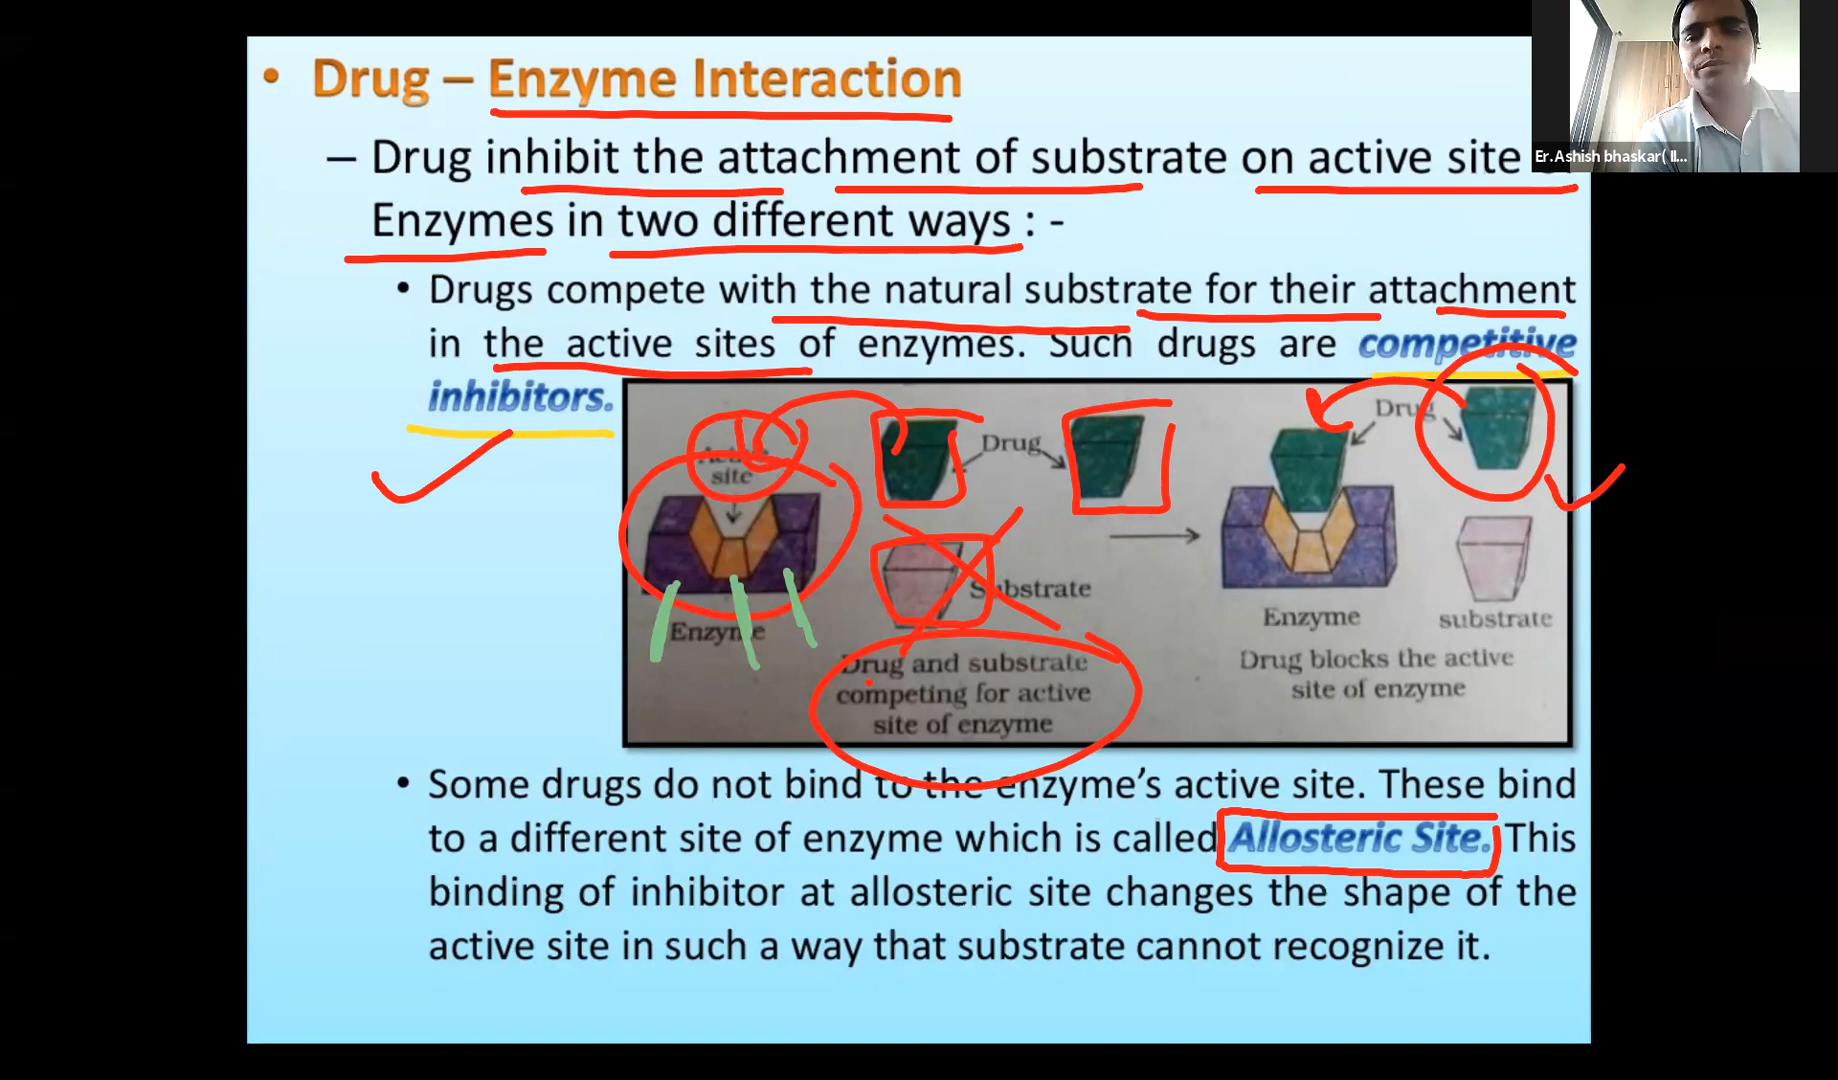 • Drug – Enzyme Interaction
Er.Ashish bhaskar( II...
– Drug inhibit the attachment of substrate on active site
Enzymes in two different ways : -
• Drugs compete with the natural substrate for their attachment
in the active sites of enzymes. Such drugs are competitive
inhibitors.
site
Drug
Drug
Substrate
Enzyme
Drug and substrate
competing for active
site of enzyme
Enzyme
substrate
Drug blocks the active
site of enzyme
• Some drugs do not bind to the enzyme's active site. These bind
to a different site of enzyme which is called Allosteric Site. This
binding of inhibitor at allosteric site changes the shape of the
active site in such a way that substrate cannot recognize it.